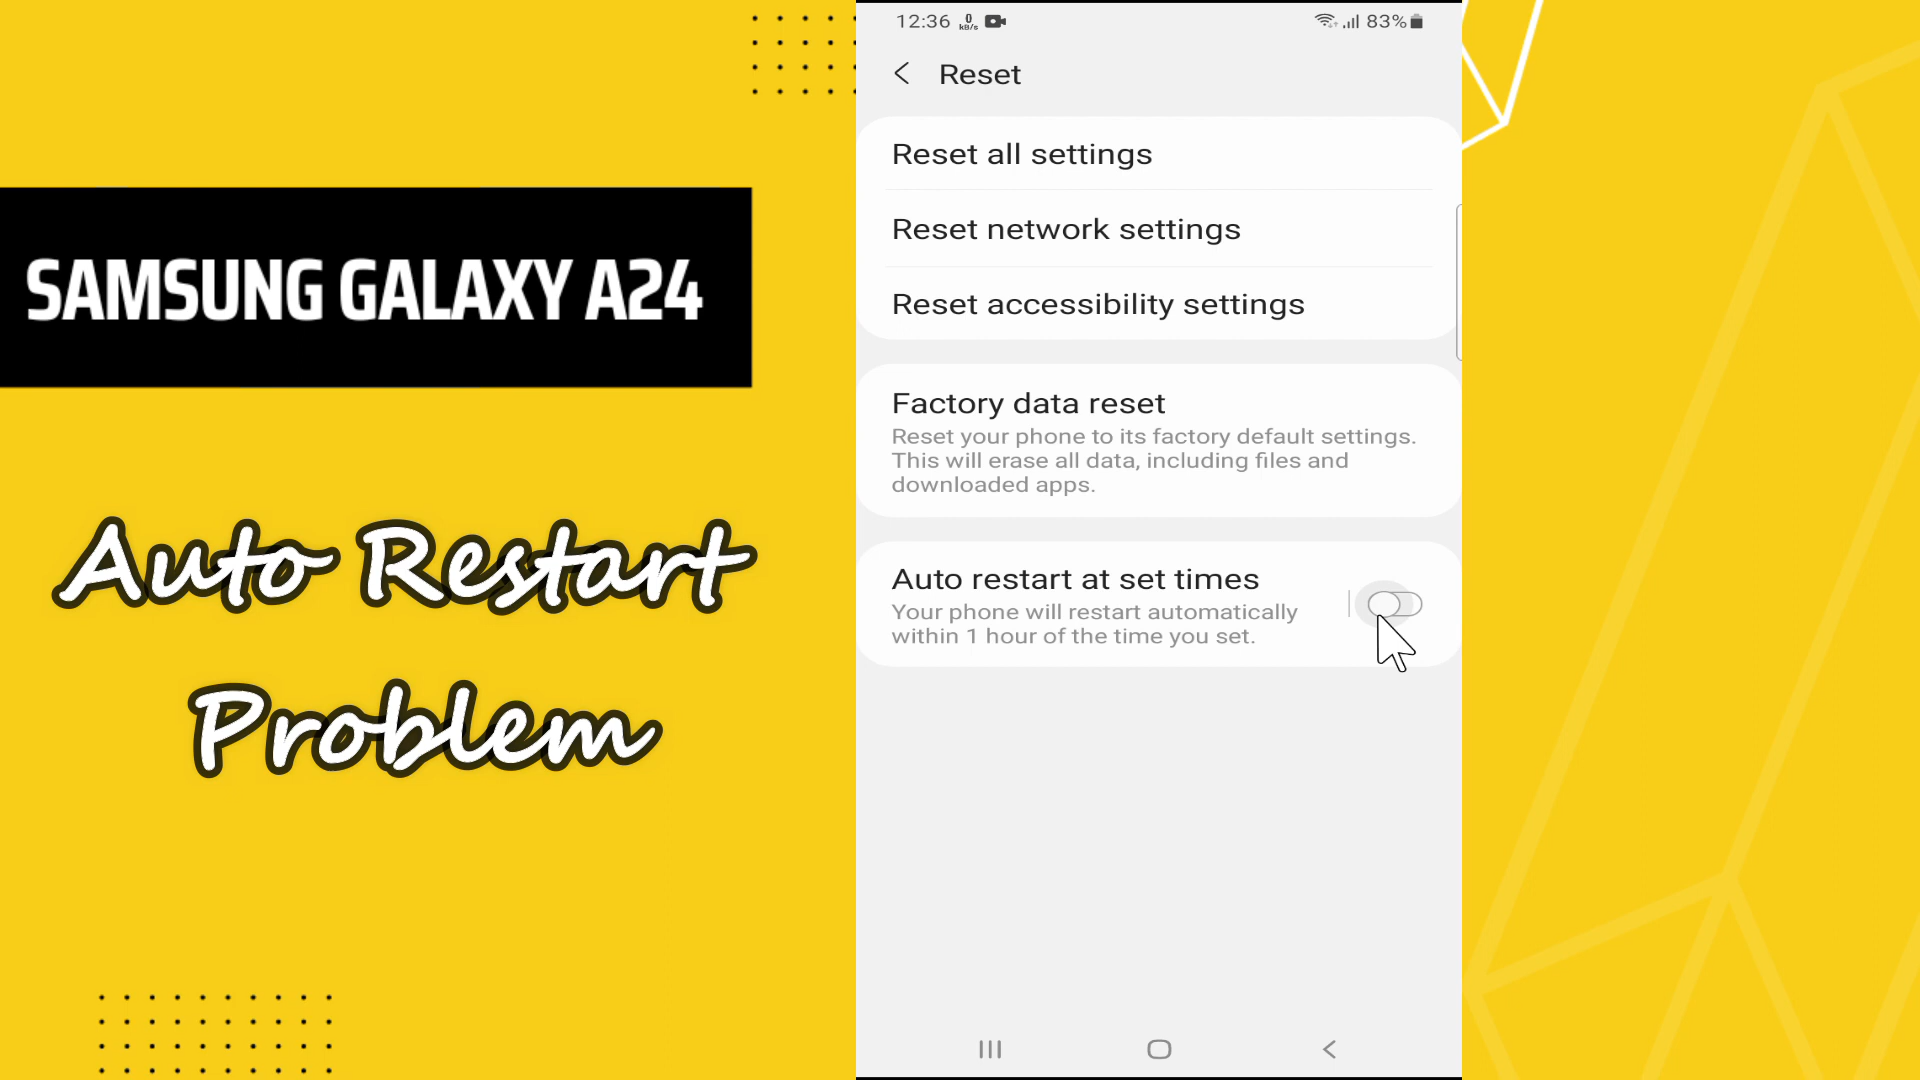 SAMSUNG GALAXY A24
Auto Restart
Problem
12:36 0 kB/s 83%
Reset
Reset all settings
Reset network settings
Reset accessibility settings
Factory data reset
Reset your phone to its factory default settings.
This will erase all data, including files and
downloaded apps.
Auto restart at set times
Your phone will restart automatically
within 1 hour of the time you set.